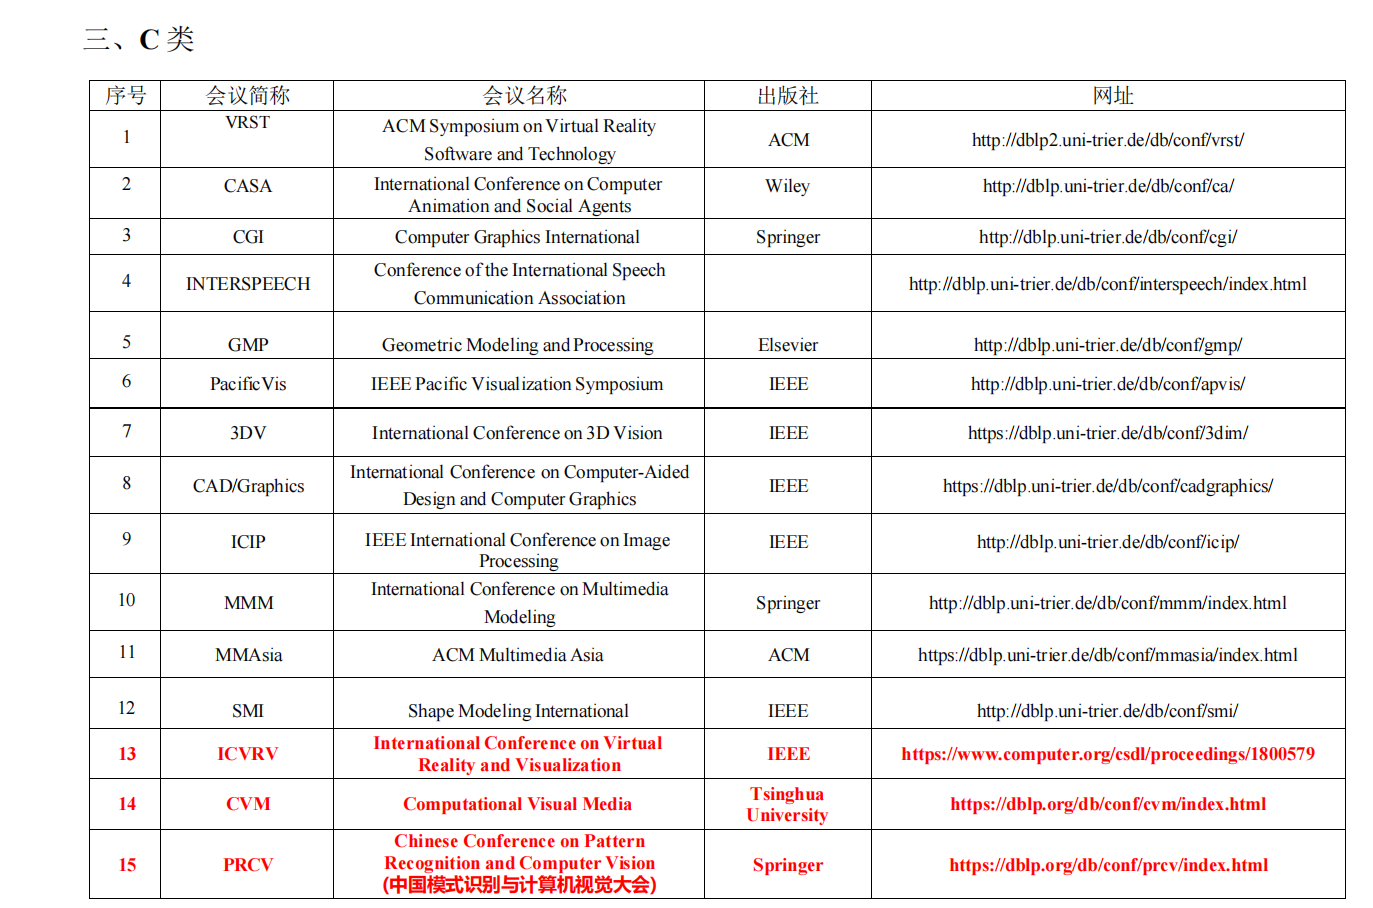 三、C 类
序号 会议简称 会议名称 出版社 网址
1 VRST ACM Symposium on Virtual Reality
Software and Technology ACM http://dblp2.uni-trier.de/db/conf/vrst/
2 CASA International Conference on Computer
Animation and Social Agents Wiley http://dblp.uni-trier.de/db/conf/ca/
3 CGI Computer Graphics International Springer http://dblp.uni-trier.de/db/conf/cgi/
4 INTERSPEECH Conference of the International Speech
Communication Association http://dblp.uni-trier.de/db/conf/interspeech/index.html
5 GMP Geometric Modeling and Processing Elsevier http://dblp.uni-trier.de/db/conf/gmp/
6 PacificVis IEEE Pacific Visualization Symposium IEEE http://dblp.uni-trier.de/db/conf/apvis/
7 3DV International Conference on 3D Vision IEEE https://dblp.uni-trier.de/db/conf/3dim/
8 CAD/Graphics International Conference on Computer-Aided
Design and Computer Graphics IEEE https://dblp.uni-trier.de/db/conf/cadgraphics/
9 ICIP IEEE International Conference on Image
Processing IEEE http://dblp.uni-trier.de/db/conf/icip/
10 MMM International Conference on Multimedia
Modeling Springer http://dblp.uni-trier.de/db/conf/mmm/index.html
11 MMAsia ACM Multimedia Asia ACM https://dblp.uni-trier.de/db/conf/mmasia/index.html
12 SMI Shape Modeling International IEEE http://dblp.uni-trier.de/db/conf/smi/
13 ICVRV International Conference on Virtual
Reality and Visualization IEEE https://www.computer.org/csdl/proceedings/1800579
14 CVM Computational Visual Media Tsinghua
University https://dblp.org/db/conf/cvm/index.html
15 PRCV Chinese Conference on Pattern
Recognition and Computer Vision
(中国模式识别与计算机视觉大会) Springer https://dblp.org/db/conf/prcv/index.html